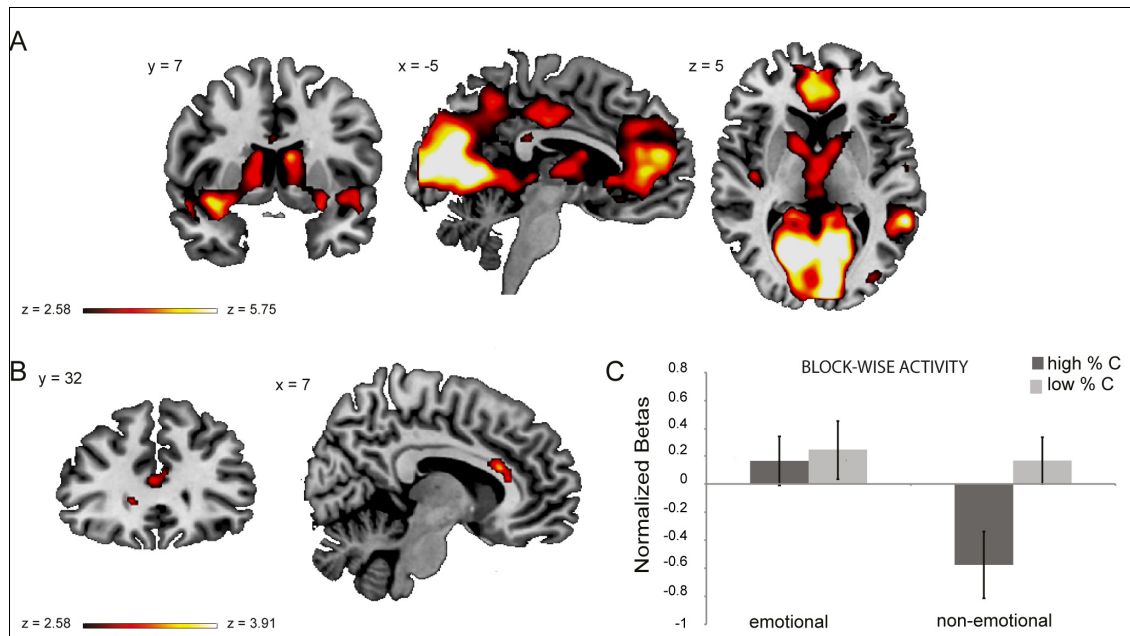 A
y = 7
x = -5
z = 5
z = 2.58
z = 5.75
B
y = 32
x = 7
z = 2.58
z = 3.91
C
BLOCK-WISE ACTIVITY
high % C
low % C
Normalized Betas
0.8
0.6
0.4
0.2
0
-0.2
-0.4
-0.6
-0.8
-1
emotional
non-emotional